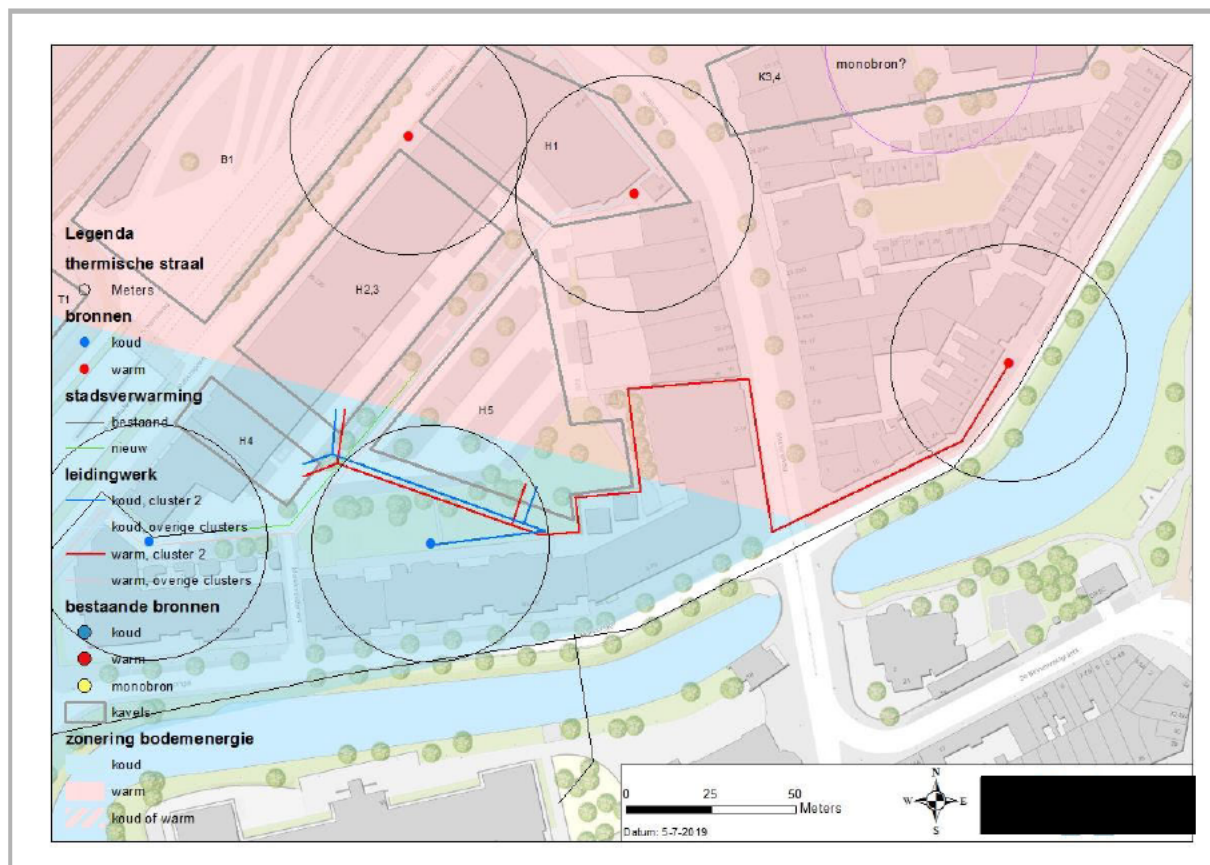 monobron?
K3,4
H1
B1
Legenda
thermische straal
T1
Meters
H2,3
bronnen
koud
warm
stadsverwarming
bestaand
nieuw
H5
H4
leidingwerk
koud, cluster 2
koud, overige clusters
warm, cluster 2
warm, overige clusters
bestaande bronnen
koud
warm
monobron
kavels
zonering bodemenergie
koud
warm
koud of warm
0 25 50
Meters
Datum: 5-7-2019
N
W E
S